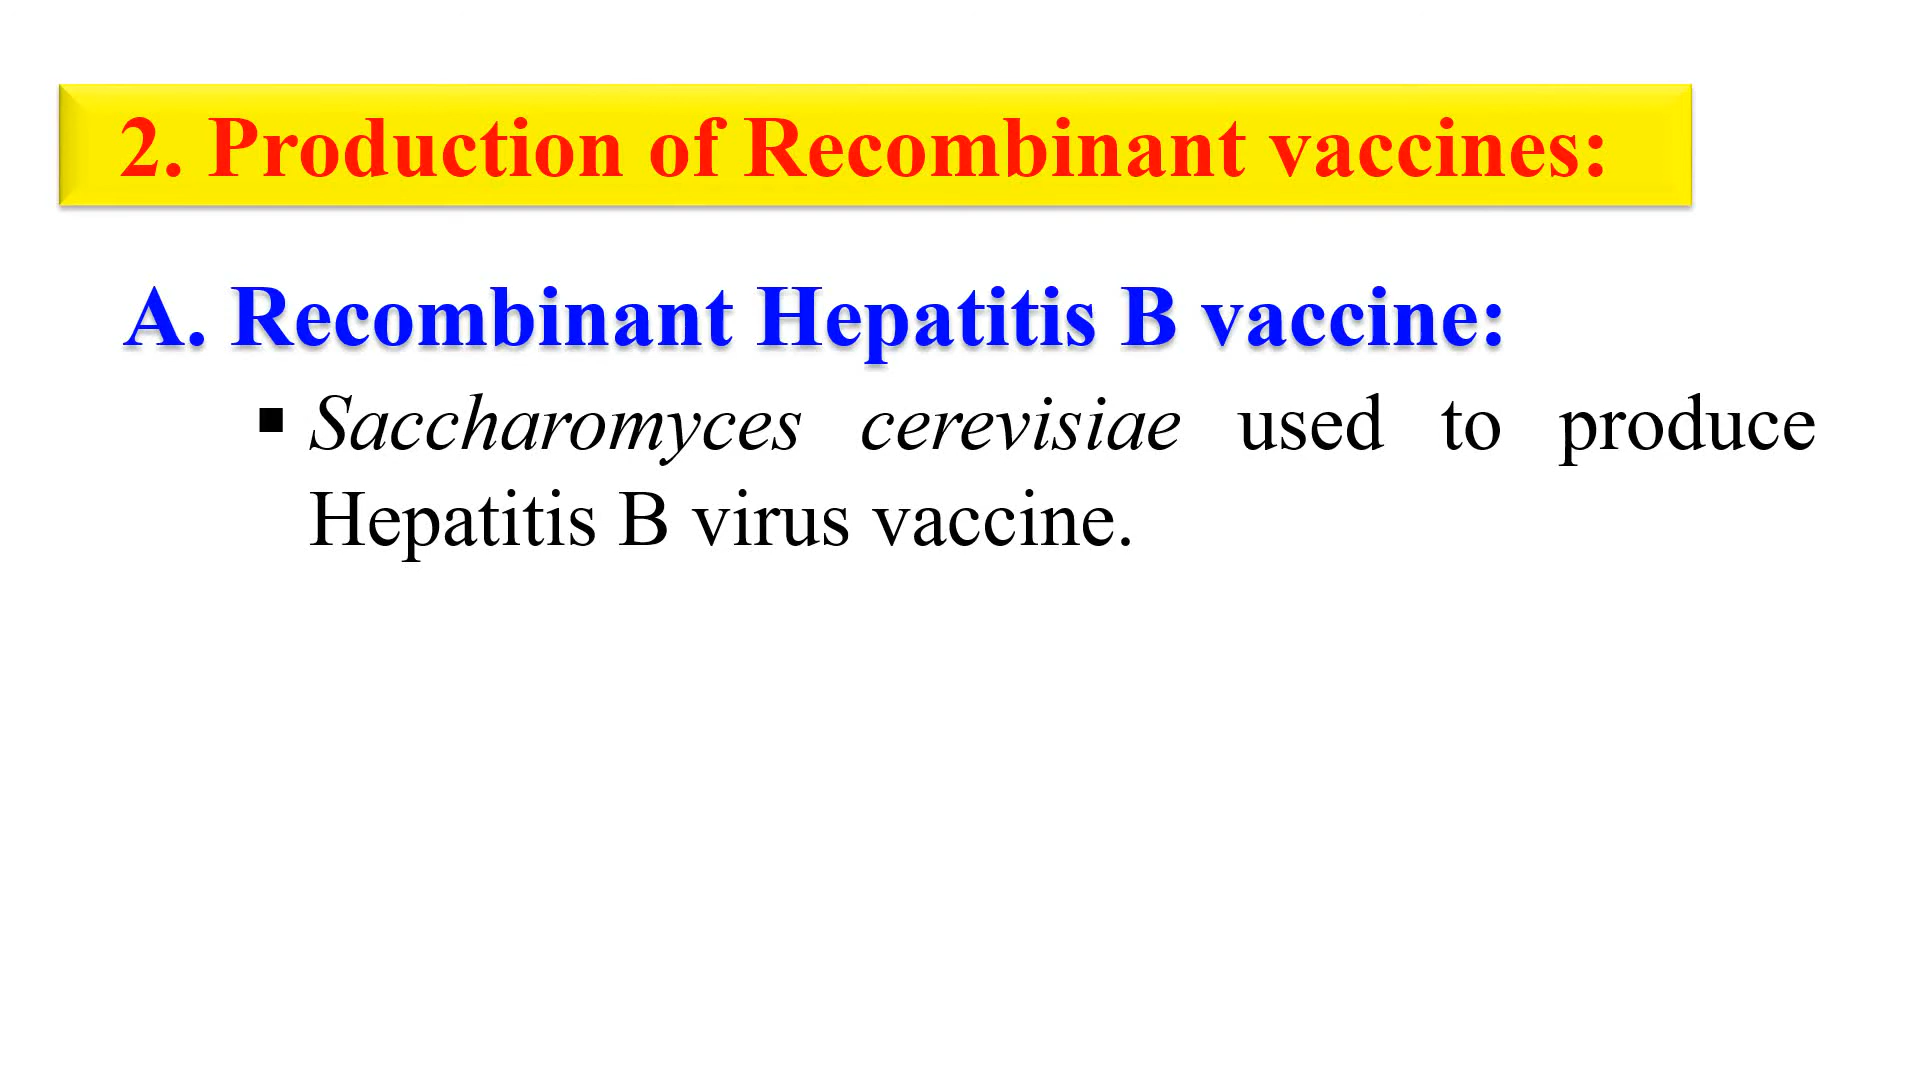 2. Production of Recombinant vaccines:
A. Recombinant Hepatitis B vaccine:
▪ Saccharomyces cerevisiae used to produce
Hepatitis B virus vaccine.